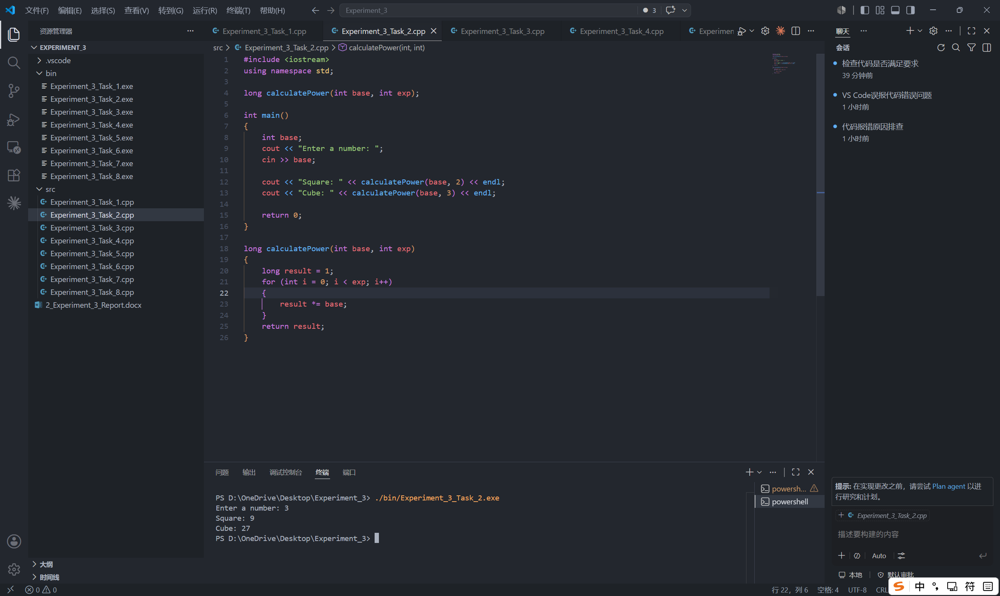 文件(F) 编辑(E) 选择(S) 查看(V) 转到(G) 运行(R) 终端(T) 帮助(H) Experiment_3 3
资源管理器
EXPERIMENT_3
.vscode
bin
Experiment_3_Task_1.exe
Experiment_3_Task_2.exe
Experiment_3_Task_3.exe
Experiment_3_Task_4.exe
Experiment_3_Task_5.exe
Experiment_3_Task_6.exe
Experiment_3_Task_7.exe
Experiment_3_Task_8.exe
src
Experiment_3_Task_1.cpp
Experiment_3_Task_2.cpp
Experiment_3_Task_3.cpp
Experiment_3_Task_4.cpp
Experiment_3_Task_5.cpp
Experiment_3_Task_6.cpp
Experiment_3_Task_7.cpp
Experiment_3_Task_8.cpp
2_Experiment_3_Report.docx
大纲
时间线
Experiment_3_Task_1.cpp Experiment_3_Task_2.cpp Experiment_3_Task_3.cpp Experiment_3_Task_4.cpp Experimen
src > Experiment_3_Task_2.cpp > calculatePower(int, int)
1 #include <iostream>
2 using namespace std;
3
4 long calculatePower(int base, int exp);
5
6 int main()
7 {
8 int base;
9 cout << "Enter a number: ";
10 cin >> base;
11
12 cout << "Square: " << calculatePower(base, 2) << endl;
13 cout << "Cube: " << calculatePower(base, 3) << endl;
14
15 return 0;
16 }
17
18 long calculatePower(int base, int exp)
19 {
20 long result = 1;
21 for (int i = 0; i < exp; i++)
22 {
23 result *= base;
24 }
25 return result;
26 }
问题 输出 调试控制台 终端 端口
PS D:\OneDrive\Desktop\Experiment_3> ./bin/Experiment_3_Task_2.exe
Enter a number: 3
Square: 9
Cube: 27
PS D:\OneDrive\Desktop\Experiment_3>
powersh...
powershell
聊天
会话
检查代码是否满足要求
39 分钟前
VS Code误报代码错误问题
1 小时前
代码报错原因排查
1 小时前
提示: 在实现更改之前，请尝试 Plan agent 以进
行研究和计划。
Experiment_3_Task_2.cpp
描述要构建的内容
Auto
本地 默认审批
0 0 行 22，列 6 空格: 4 UTF-8 CRL
中 符